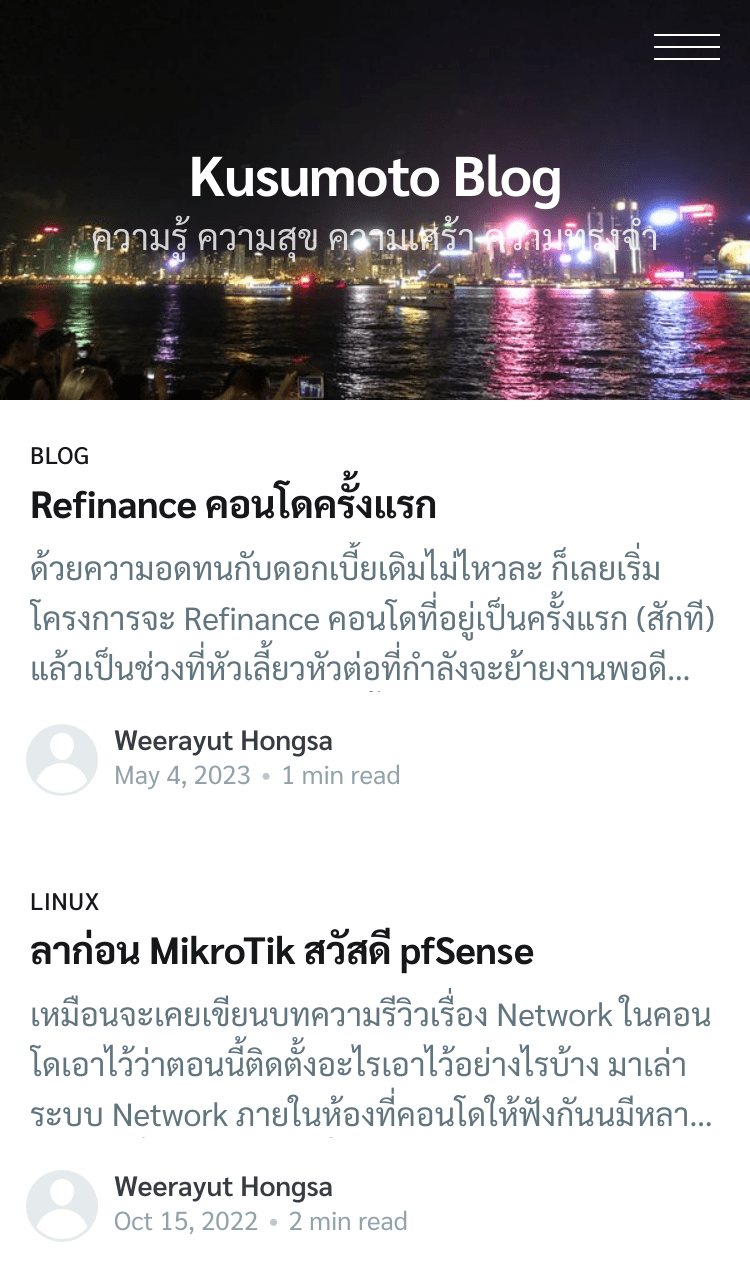 Kusumoto Blog
ความรู้ ความสุข ความเศร้า ความทรงจำ
BLOG
Refinance คอนโดครั้งแรก
ด้วยความอดทนกับดอกเบี้ยเดิมไม่ไหวละ ก็เลยเริ่ม
โครงการจะ Refinance คอนโดที่อยู่เป็นครั้งแรก (สักที)
แล้วเป็นช่วงที่หัวเลี้ยวหัวต่อที่กำลังจะย้ายงานพอดี...
Weerayut Hongsa
May 4, 2023 • 1 min read
LINUX
ลาก่อน MikroTik สวัสดี pfSense
เหมือนจะเคยเขียนบทความรีวิวเรื่อง Network ในคอน
โดเอาไว้ว่าตอนนี้ติดตั้งอะไรเอาไว้อย่างไรบ้าง มาเล่า
ระบบ Network ภายในห้องที่คอนโดให้ฟังกันนมีหลา...
Weerayut Hongsa
Oct 15, 2022 • 2 min read